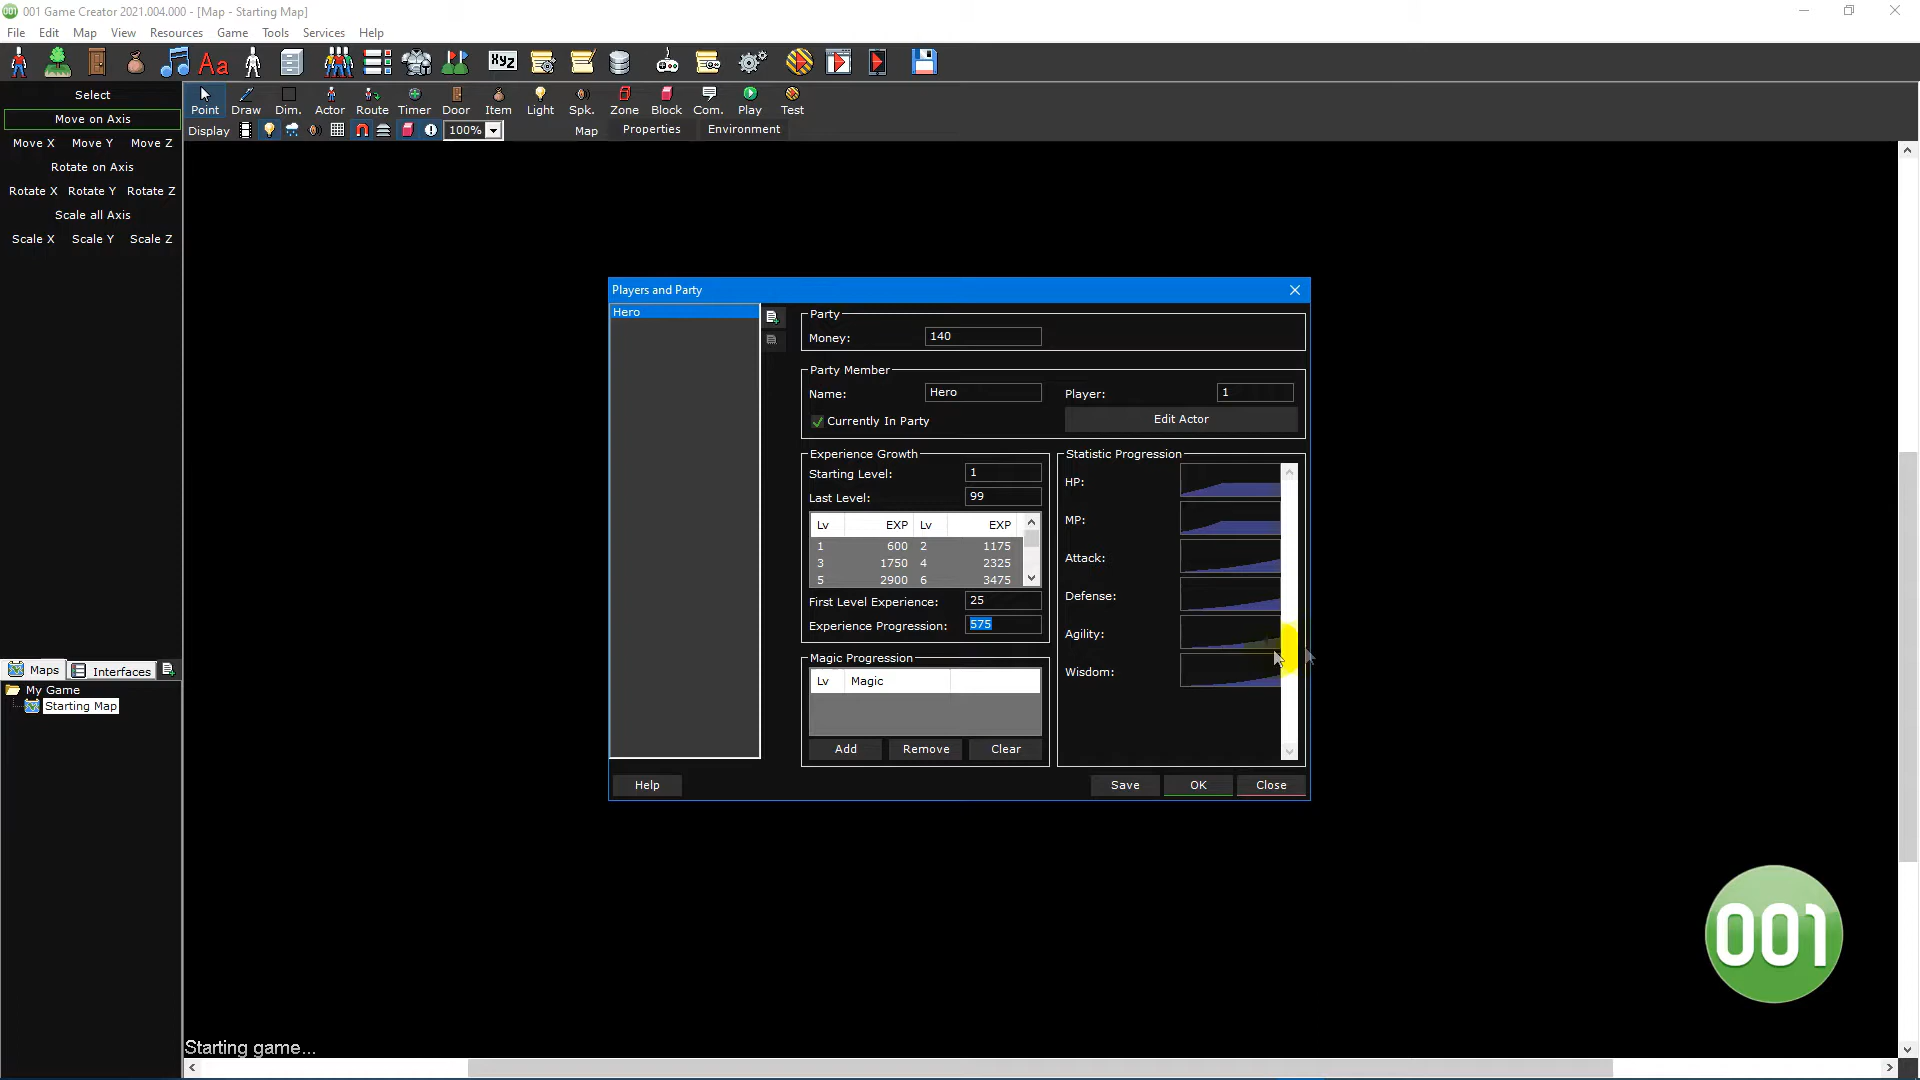 001 Game Creator 2021.004.000 - [Map - Starting Map]
File Edit Map View Resources Game Tools Services Help
Aa XYZ
Select
Move on Axis
Move X Move Y Move Z
Rotate on Axis
Rotate X Rotate Y Rotate Z
Scale all Axis
Scale X Scale Y Scale Z
Point Draw Dim. Actor Route Timer Door Item Light Spk. Zone Block Com. Play Test
Display 100% Map Properties Environment
Players and Party
Hero
Party
Money: 140
Party Member
Name: Hero Player: 1
Currently In Party Edit Actor
Experience Growth
Starting Level: 1
Last Level: 99
Lv EXP Lv EXP
1 600 2 1175
3 1750 4 2325
5 2900 6 3475
First Level Experience: 25
Experience Progression: 575
Magic Progression
Lv Magic
Add Remove Clear
Statistic Progression
HP:
MP:
Attack:
Defense:
Agility:
Wisdom:
Help Save OK Close
Maps Interfaces
My Game
Starting Map
001
Starting game...